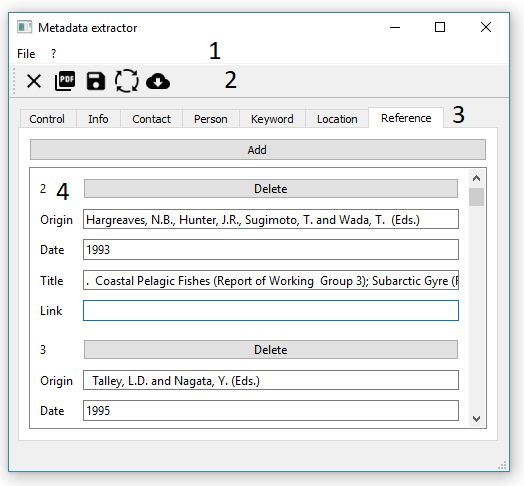 Metadata extractor
File ? 1
PDF 2
Control Info Contact Person Keyword Location Reference 3
Add
2 4 Delete
Origin Hargreaves, N.B., Hunter, J.R., Sugimoto, T. and Wada, T. (Eds.)
Date 1993
Title . Coastal Pelagic Fishes (Report of Working Group 3); Subarctic Gyre (
Link
3 Delete
Origin Talley, L.D. and Nagata, Y. (Eds.)
Date 1995